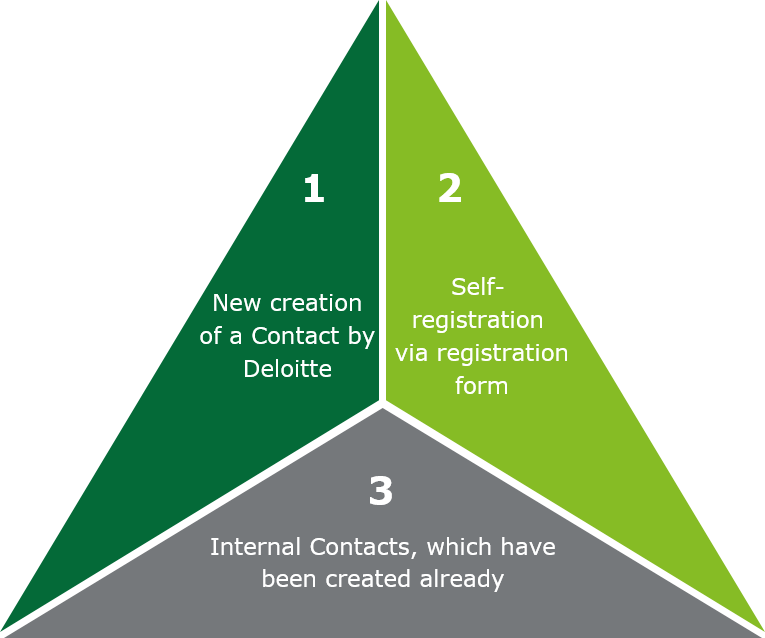 1
New creation
of a Contact by
Deloitte
2
Self-
registration
via registration
form
3
Internal Contacts, which have
been created already